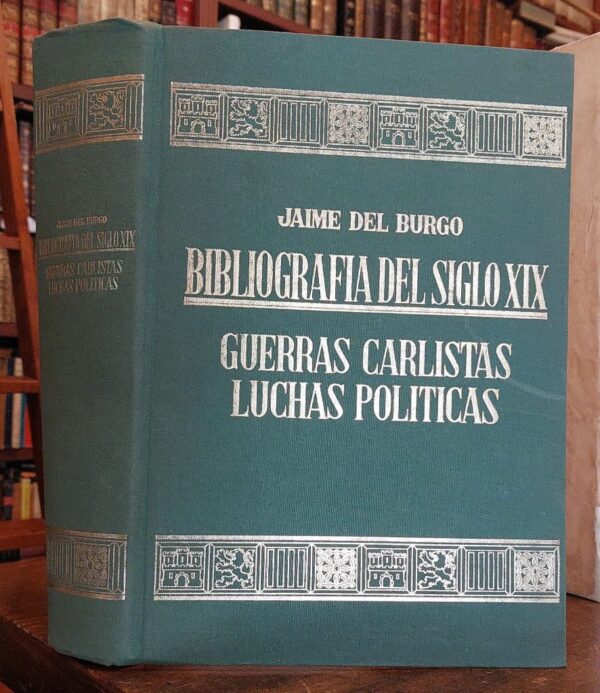 JAIME DEL BURGO
BIBLIOGRAFIA DEL SIGLO XIX
GUERRAS CARLISTAS
LUCHAS POLITICAS
JAIME DEL BURGO
BIBLIOGRAFIA DEL SIGLO XIX
GUERRAS CARLISTAS
LUCHAS POLITICAS